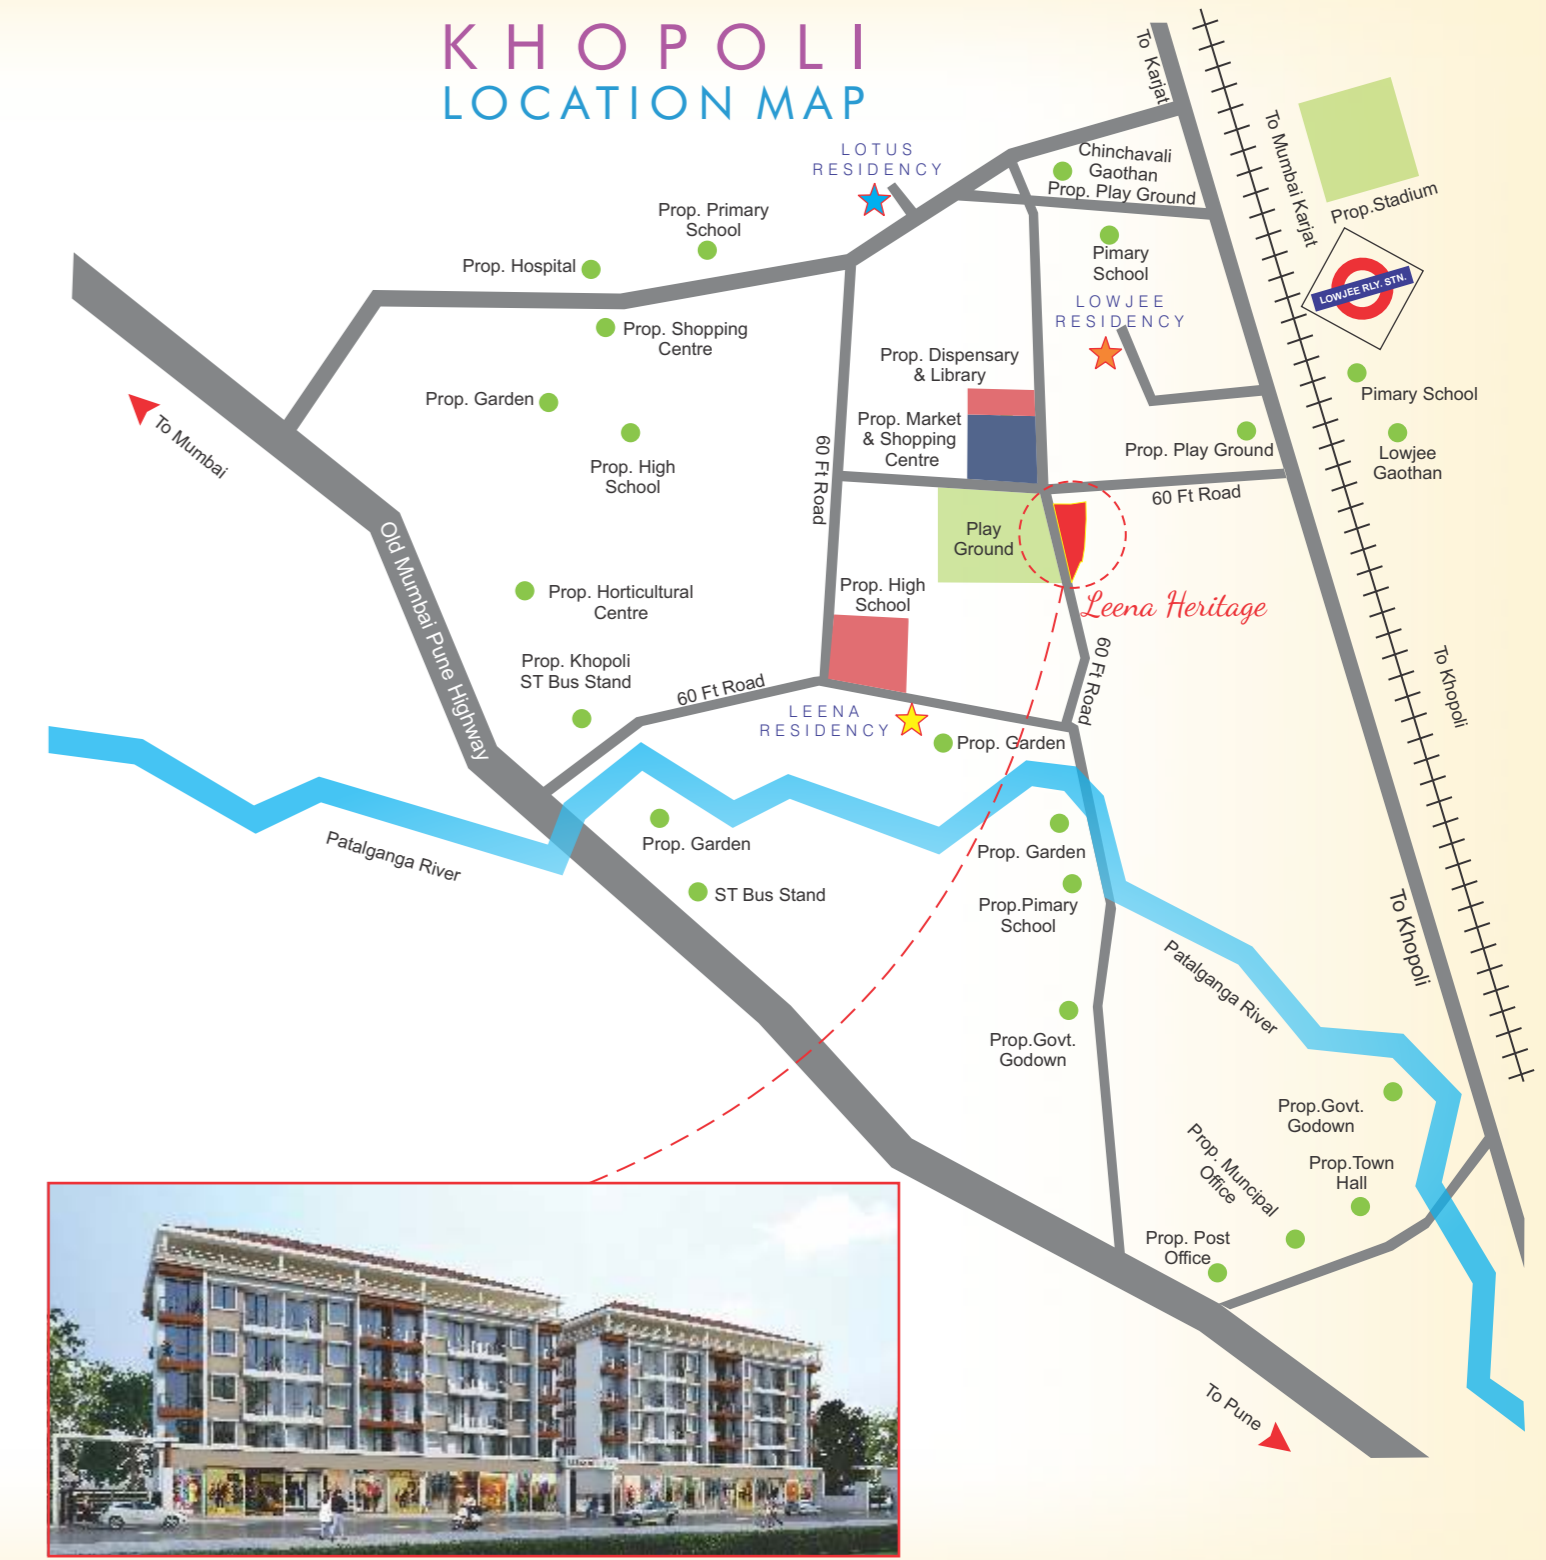 KHOPOLI
LOCATION MAP
To Karjat
To Mumbai Karjat
Prop.Stadium
LOWJEE RLY. STN.
LOTUS
RESIDENCY
Chinchavali
Gaothan
Prop. Play Ground
Prop. Primary
School
Prop. Hospital
Pimary
School
LOWJEE
RESIDENCY
Prop. Shopping
Centre
Prop. Dispensary
& Library
Prop. Garden
Prop. Market
& Shopping
Centre
Pimary School
Lowjee
Gaothan
Prop. Play Ground
To Mumbai
Prop. High
School
60 Ft Road
60 Ft Road
Old Mumbai Pune Highway
Play
Ground
Leena Heritage
Prop. Horticultural
Centre
Prop. High
School
60 Ft Road
Prop. Khopoli
ST Bus Stand
60 Ft Road
LEENA
RESIDENCY
Prop. Garden
To Khopoli
Patalganga River
Prop. Garden
ST Bus Stand
Prop. Garden
Prop.Pimary
School
To Khopoli
Patalganga River
Prop.Govt.
Godown
Prop.Govt.
Godown
Prop. Muncipal
Office
Prop.Town
Hall
Prop. Post
Office
To Pune